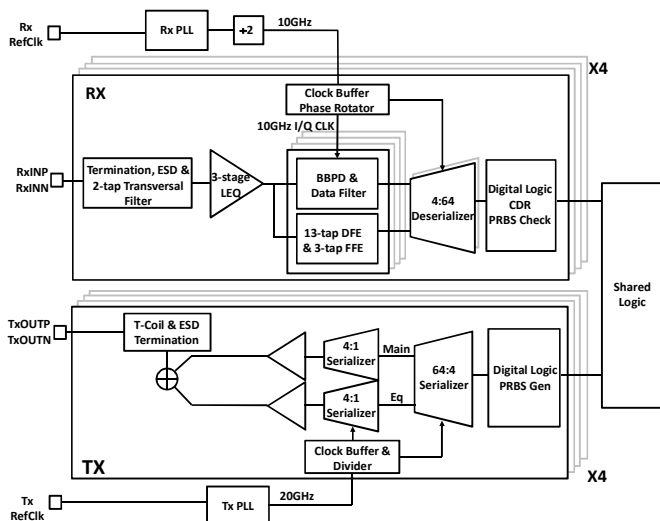 Rx
RefClk
Rx PLL
÷2
10GHz
X4
RX
Clock Buffer
Phase Rotator
10GHz I/Q CLK
RxINP
RxINN
Termination, ESD &
2-tap Transversal
Filter
3-stage
LEQ
BBPD &
Data Filter
13-tap DFE
& 3-tap FFE
4:64
Deserializer
Digital Logic
CDR
PRBS Check
Shared
Logic
TxOUTP
TxOUTN
T-Coil & ESD
Termination
4:1
Serializer
Main
4:1
Serializer
Eq
64:4
Serializer
Digital Logic
PRBS Gen
Clock Buffer &
Divider
TX
X4
Tx
RefClk
Tx PLL
20GHz